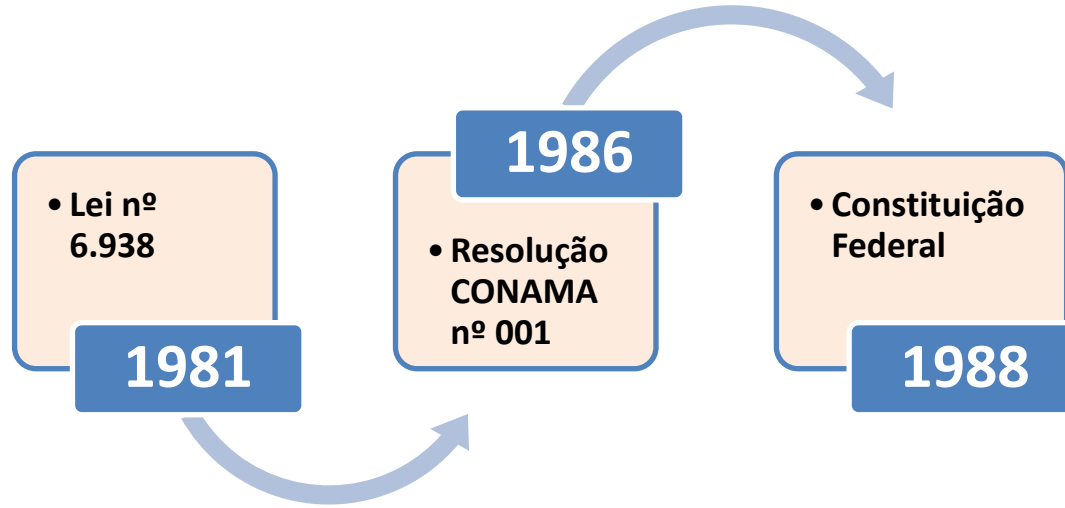 • Lei nº
6.938
1981
1986
• Resolução
CONAMA
nº 001
• Constituição
Federal
1988